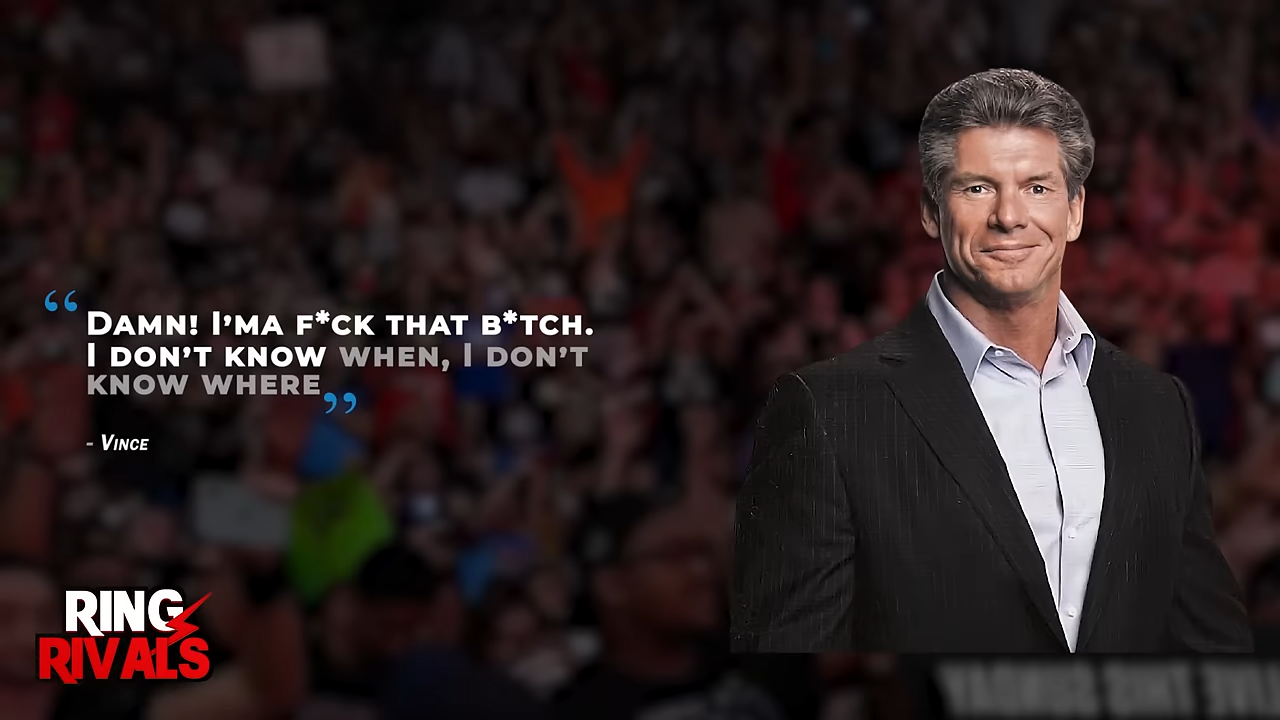 “ DAMN! I’MA F*CK THAT B*TCH.
I DON’T KNOW WHEN, I DON’T
KNOW WHERE ”
- VINCE
RING
RIVALS